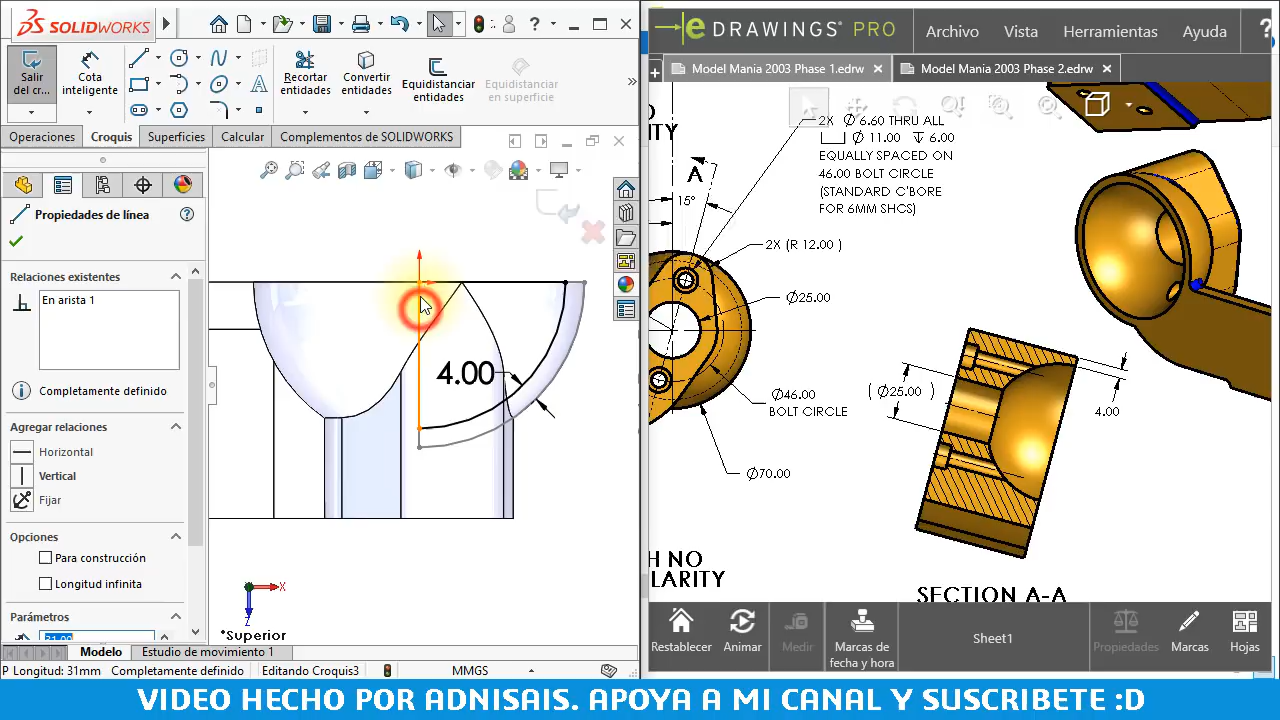 SOLIDWORKS
Salir
del cr...
Cota
inteligente
Recortar
entidades
Convertir
entidades
Equidistanciar
entidades
Equidistanciar
en superficie
Operaciones
Croquis
Superficies
Calcular
Complementos de SOLIDWORKS
Propiedades de línea
Relaciones existentes
En arista 1
Completamente definido
Agregar relaciones
Horizontal
Vertical
Fijar
Opciones
Para construcción
Longitud infinita
Parámetros
31.00
4.00
X
Z
*Superior
Modelo
Estudio de movimiento 1
P Longitud: 31mm
Completamente definido
Editando Croquis3
MMGS
eDRAWINGS® PRO
Archivo
Vista
Herramientas
Ayuda
?
Model Mania 2003 Phase 1.edrw
Model Mania 2003 Phase 2.edrw
2X Ø 6.60 THRU ALL
⌴ Ø 11.00 ↧ 6.00
EQUALLY SPACED ON
46.00 BOLT CIRCLE
(STANDARD C'BORE
FOR 6MM SHCS)
A
15°
2X (R 12.00 )
Ø25.00
Ø46.00
BOLT CIRCLE
Ø70.00
( Ø25.00 )
4.00
SECTION A-A
H NO
LARITY
Restablecer
Animar
Medir
Marcas de
fecha y hora
Sheet1
Propiedades
Marcas
Hojas
VIDEO HECHO POR ADNISAIS. APOYA A MI CANAL Y SUSCRIBETE :D